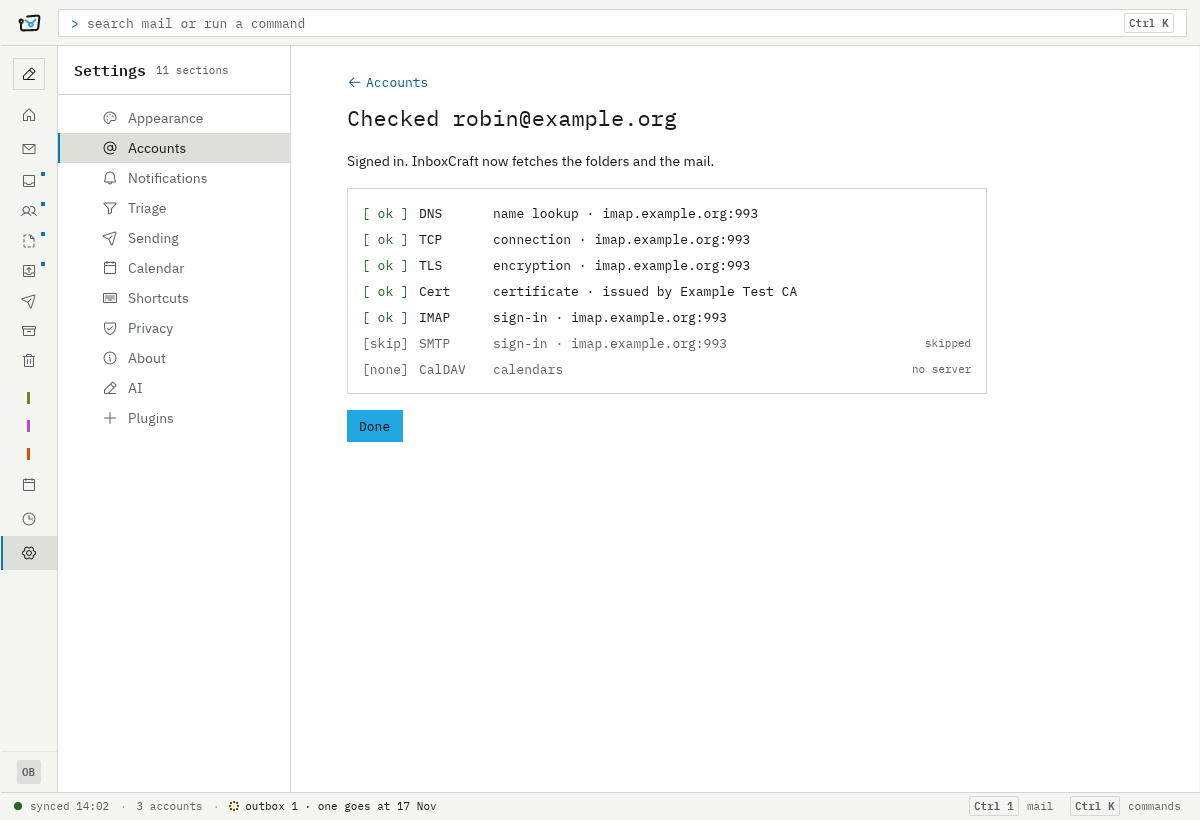 > search mail or run a command Ctrl K
Settings 11 sections
Appearance
Accounts
Notifications
Triage
Sending
Calendar
Shortcuts
Privacy
About
AI
Plugins
← Accounts
Checked robin@example.org
Signed in. InboxCraft now fetches the folders and the mail.
[ ok ] DNS name lookup · imap.example.org:993
[ ok ] TCP connection · imap.example.org:993
[ ok ] TLS encryption · imap.example.org:993
[ ok ] Cert certificate · issued by Example Test CA
[ ok ] IMAP sign-in · imap.example.org:993
[skip] SMTP sign-in · imap.example.org:993 skipped
[none] CalDAV calendars no server
Done
OB
synced 14:02 · 3 accounts · outbox 1 · one goes at 17 Nov Ctrl 1 mail Ctrl K commands